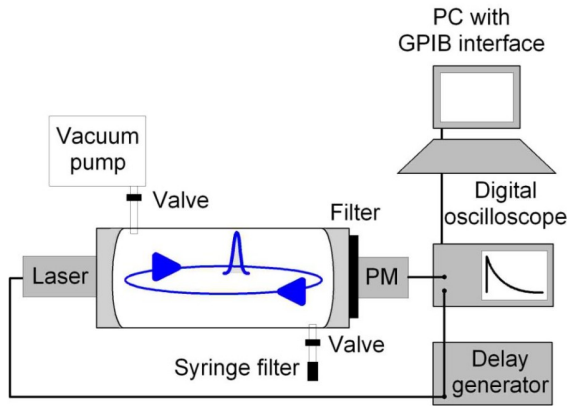 PC with
GPIB interface
Vacuum
pump
Valve
Digital
oscilloscope
Filter
Laser
PM
Valve
Syringe filter
Delay
generator